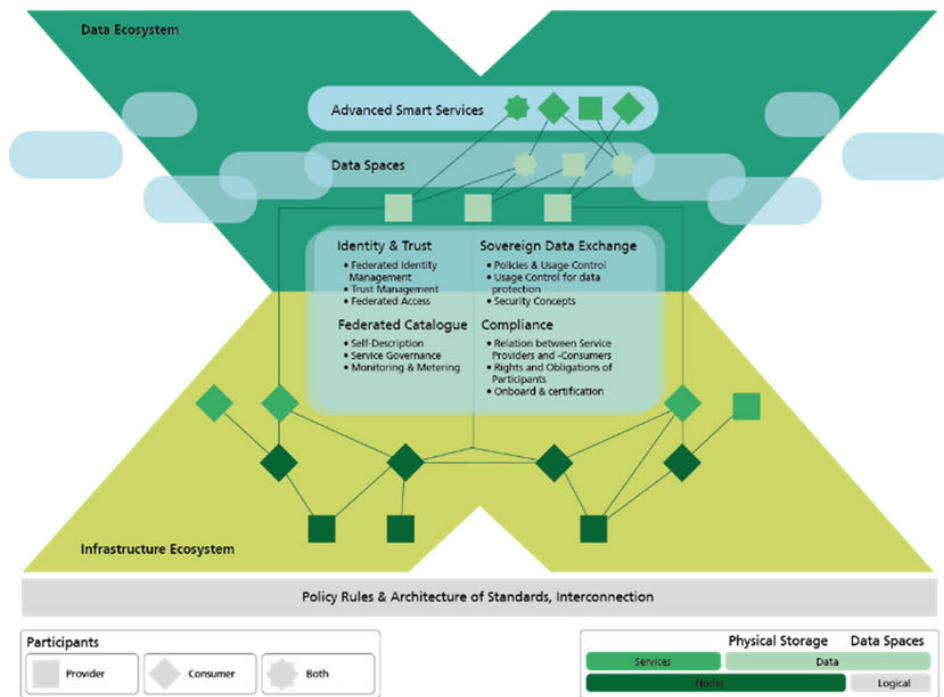 Data Ecosystem
Advanced Smart Services
Data Spaces
Identity & Trust
• Federated Identity
Management
• Trust Management
• Federated Access
Sovereign Data Exchange
• Policies & Usage Control
• Usage Control for data
protection
• Security Concepts
Federated Catalogue
• Self-Description
• Service Governance
• Monitoring & Metering
Compliance
• Relation between Service
Providers and -Consumers
• Rights and Obligations of
Participants
• Onboard & certification
Infrastructure Ecosystem
Policy Rules & Architecture of Standards, Interconnection
Participants
Provider
Consumer
Both
Physical Storage
Data Spaces
Services
Data
Nodes
Logical